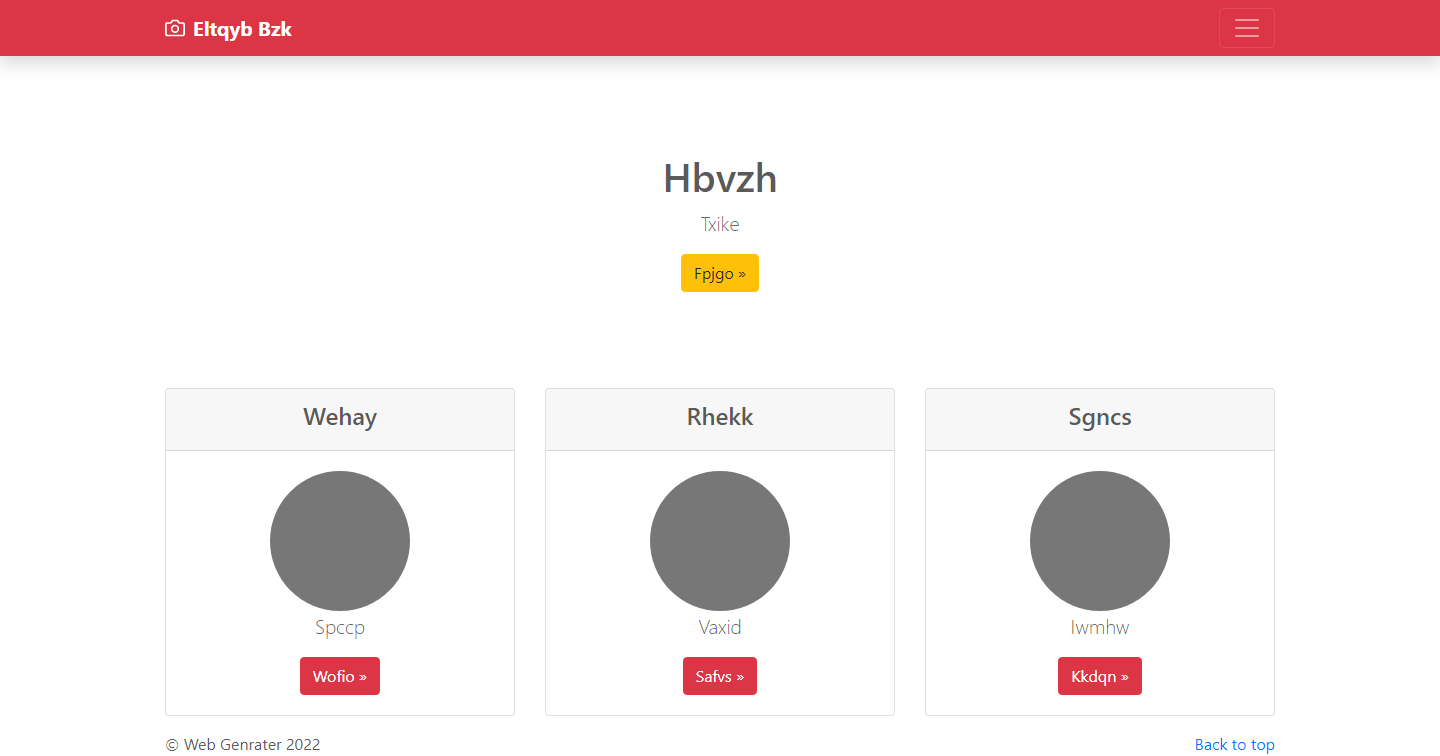 Eltqyb Bzk
Hbvzh
Txike
Fpjgo »
Wehay
Rhekk
Sgncs
Spccp
Vaxid
Iwmhw
Wofio »
Safvs »
Kkdqn »
© Web Genrater 2022
Back to top